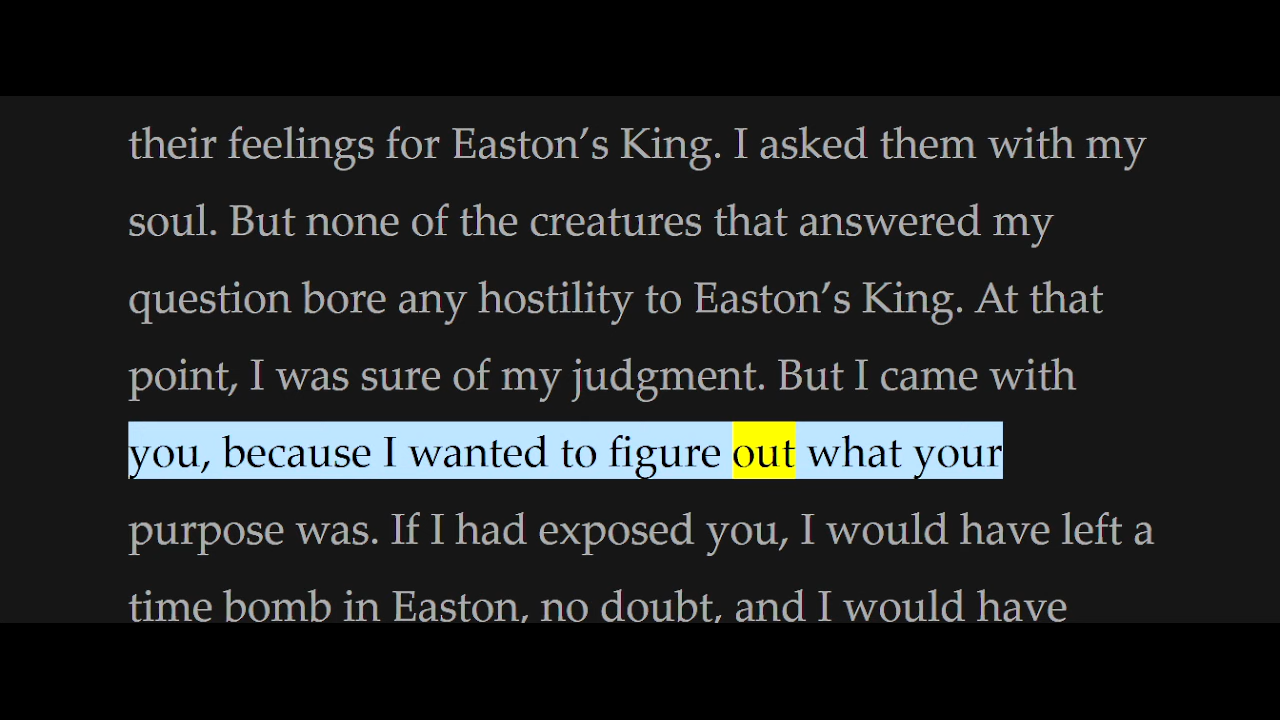 their feelings for Easton’s King. I asked them with my
soul. But none of the creatures that answered my
question bore any hostility to Easton’s King. At that
point, I was sure of my judgment. But I came with
you, because I wanted to figure out what your
purpose was. If I had exposed you, I would have left a
time bomb in Easton, no doubt, and I would have